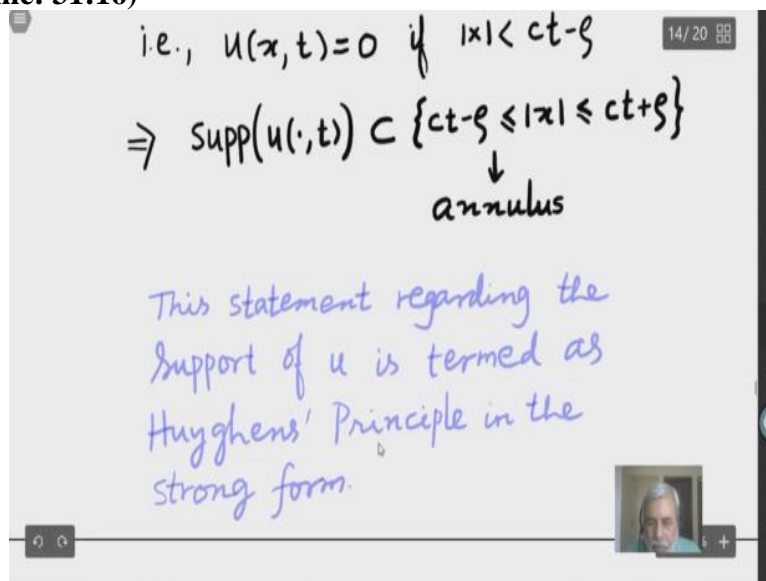 i.e., u(x,t)=0 if |x|< ct-ρ
14/20
⇒ Supp(u(·,t)) ⊂ {ct-ρ ≤ |x| ≤ ct+ρ}
↓
annulus
This statement regarding the
Support of u is termed as
Huyghens' Principle in the
strong form.